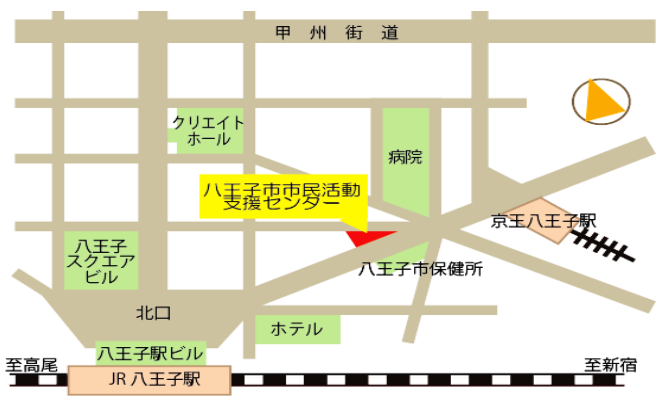 甲州街道
クリエイト
ホール
病院
八王子市市民活動
支援センター
京王八王子駅
八王子
スクエア
ビル
八王子市保健所
北口
ホテル
八王子駅ビル
至高尾
至新宿
JR 八王子駅